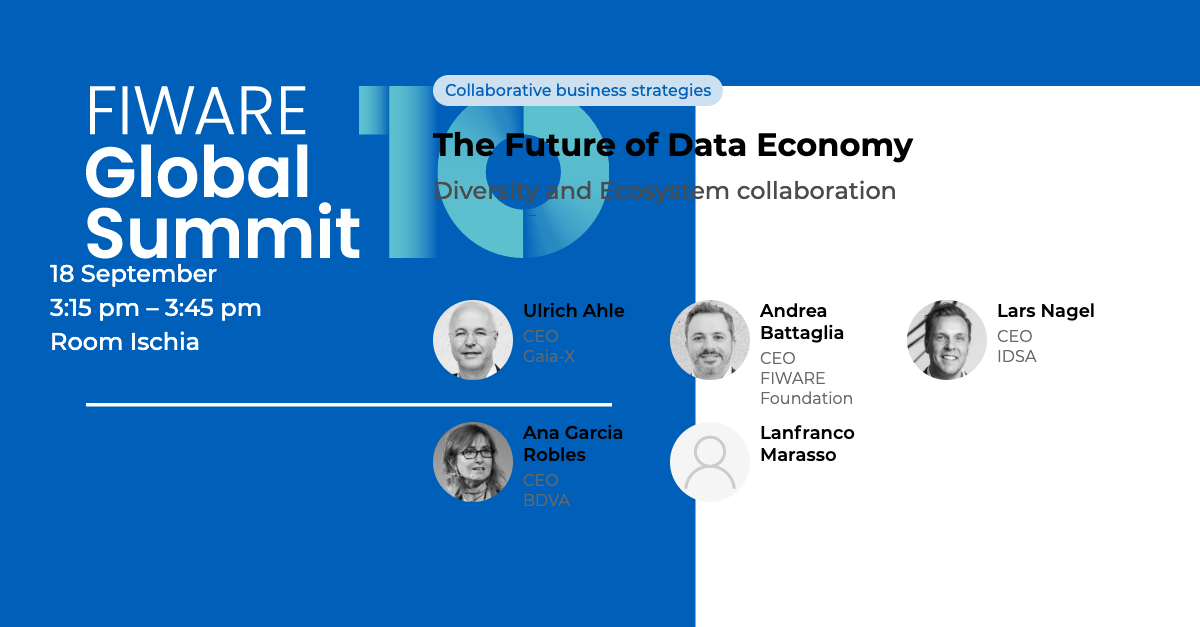 FIWARE
Global
Summit
10
18 September
3:15 pm – 3:45 pm
Room Ischia
Collaborative business strategies
The Future of Data Economy
Diversity and Ecosystem collaboration
Ulrich Ahle
CEO
Gaia-X
Andrea
Battaglia
CEO
FIWARE
Foundation
Lars Nagel
CEO
IDSA
Ana Garcia
Robles
CEO
BDVA
Lanfranco
Marasso